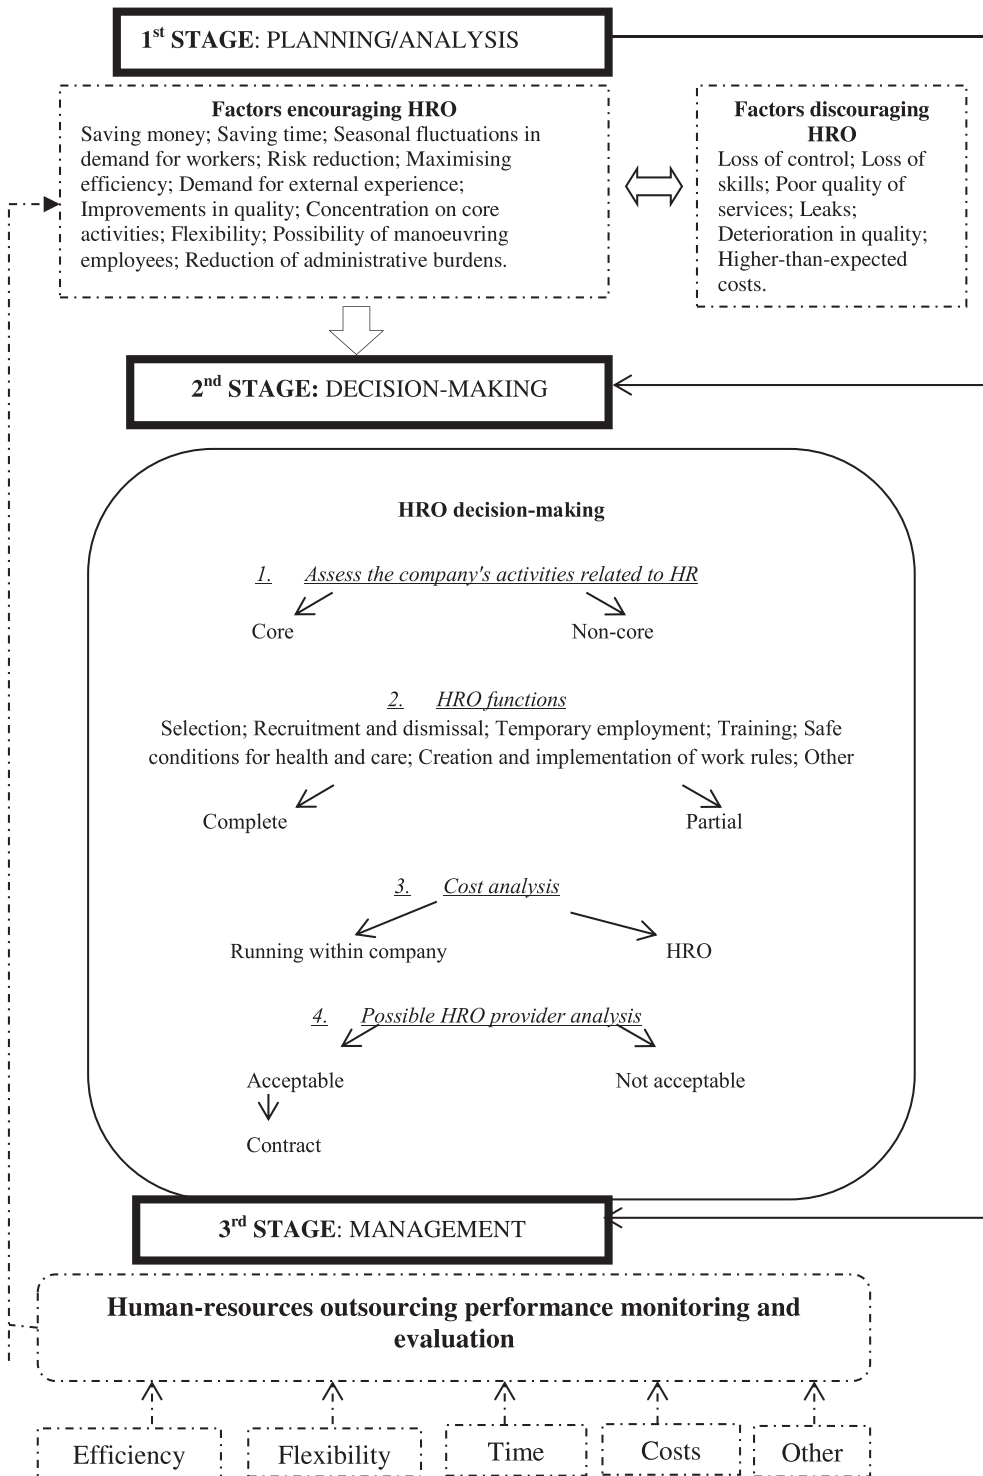 1st STAGE: PLANNING/ANALYSIS
Factors encouraging HRO
Saving money; Saving time; Seasonal fluctuations in
demand for workers; Risk reduction; Maximising
efficiency; Demand for external experience;
Improvements in quality; Concentration on core
activities; Flexibility; Possibility of manoeuvring
employees; Reduction of administrative burdens.
Factors discouraging
HRO
Loss of control; Loss of
skills; Poor quality of
services; Leaks;
Deterioration in quality;
Higher-than-expected
costs.
2nd STAGE: DECISION-MAKING
HRO decision-making
1. Assess the company's activities related to HR
Core
Non-core
2. HRO functions
Selection; Recruitment and dismissal; Temporary employment; Training; Safe
conditions for health and care; Creation and implementation of work rules; Other
Complete
Partial
3. Cost analysis
Running within company
HRO
4. Possible HRO provider analysis
Acceptable
Not acceptable
Contract
3rd STAGE: MANAGEMENT
Human-resources outsourcing performance monitoring and
evaluation
Efficiency
Flexibility
Time
Costs
Other